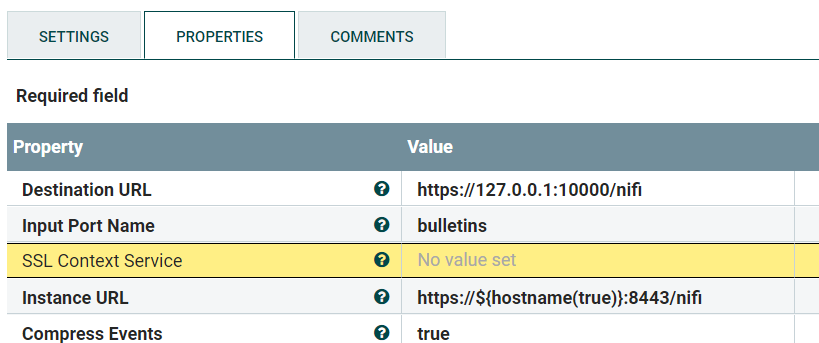 SETTINGS PROPERTIES COMMENTS
Required field
Property Value
Destination URL ? https://127.0.0.1:10000/nifi
Input Port Name ? bulletins
SSL Context Service ? No value set
Instance URL ? https://${hostname(true)}:8443/nifi
Compress Events ? true